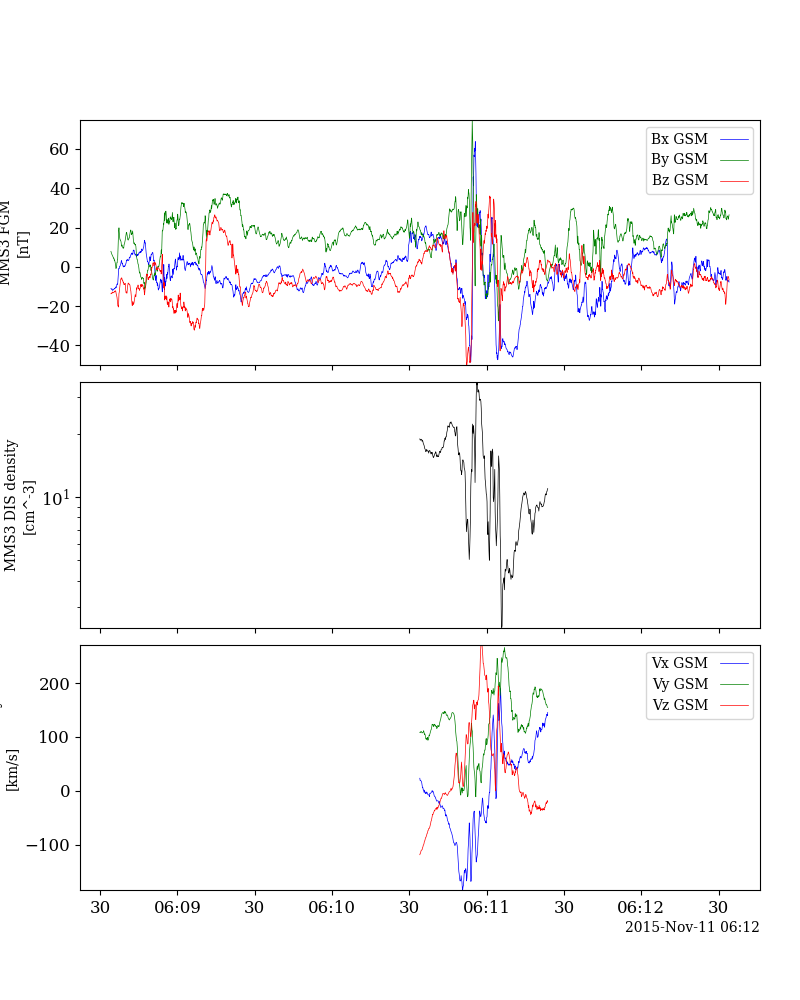 60
40
20
0
−20
−40
MMS3 FGM
[nT]
Bx GSM
By GSM
Bz GSM
10^1
MMS3 DIS density
[cm^-3]
200
100
0
−100
[km/s]
Vx GSM
Vy GSM
Vz GSM
30 06:09 30 06:10 30 06:11 30 06:12 30
2015-Nov-11 06:12